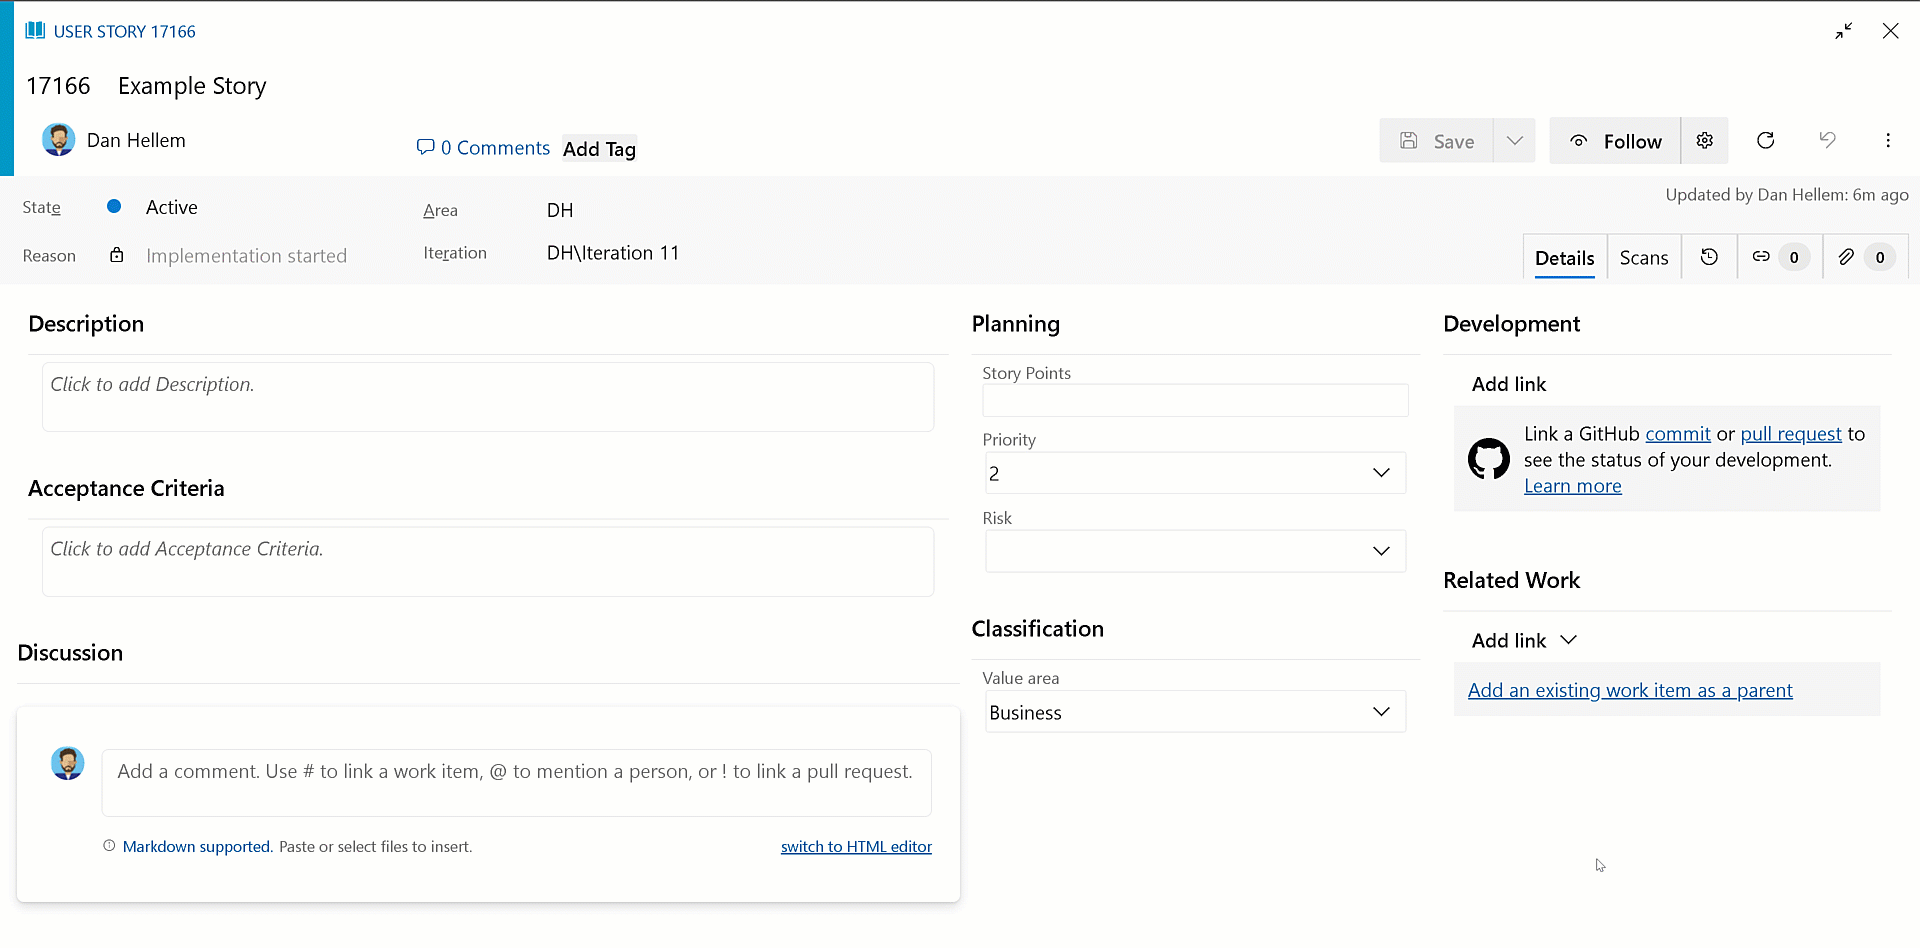 USER STORY 17166
17166 Example Story
Dan Hellem
0 Comments
Add Tag
Save
Follow
State
Active
Area
DH
Updated by Dan Hellem: 6m ago
Reason
Implementation started
Iteration
DH\Iteration 11
Details
Scans
0
0
Description
Click to add Description.
Acceptance Criteria
Click to add Acceptance Criteria.
Discussion
Add a comment. Use # to link a work item, @ to mention a person, or ! to link a pull request.
Markdown supported. Paste or select files to insert.
switch to HTML editor
Planning
Story Points
Priority
2
Risk
Classification
Value area
Business
Development
Add link
Link a GitHub commit or pull request to
see the status of your development.
Learn more
Related Work
Add link
Add an existing work item as a parent